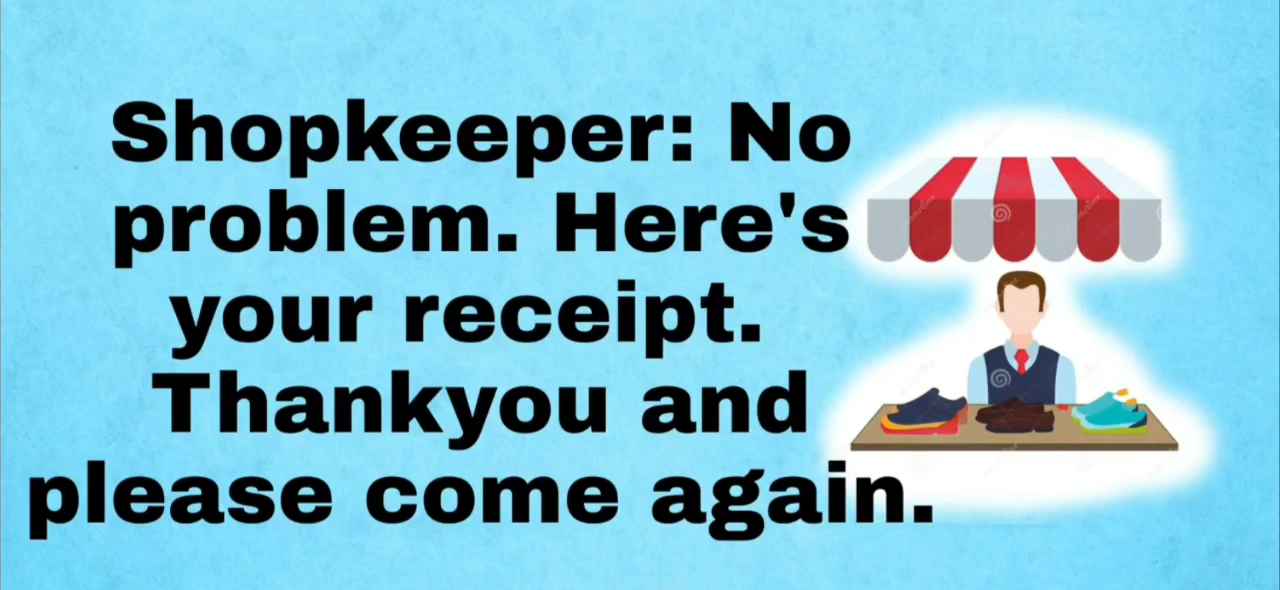 Shopkeeper: No
problem. Here's
your receipt.
Thankyou and
please come again.